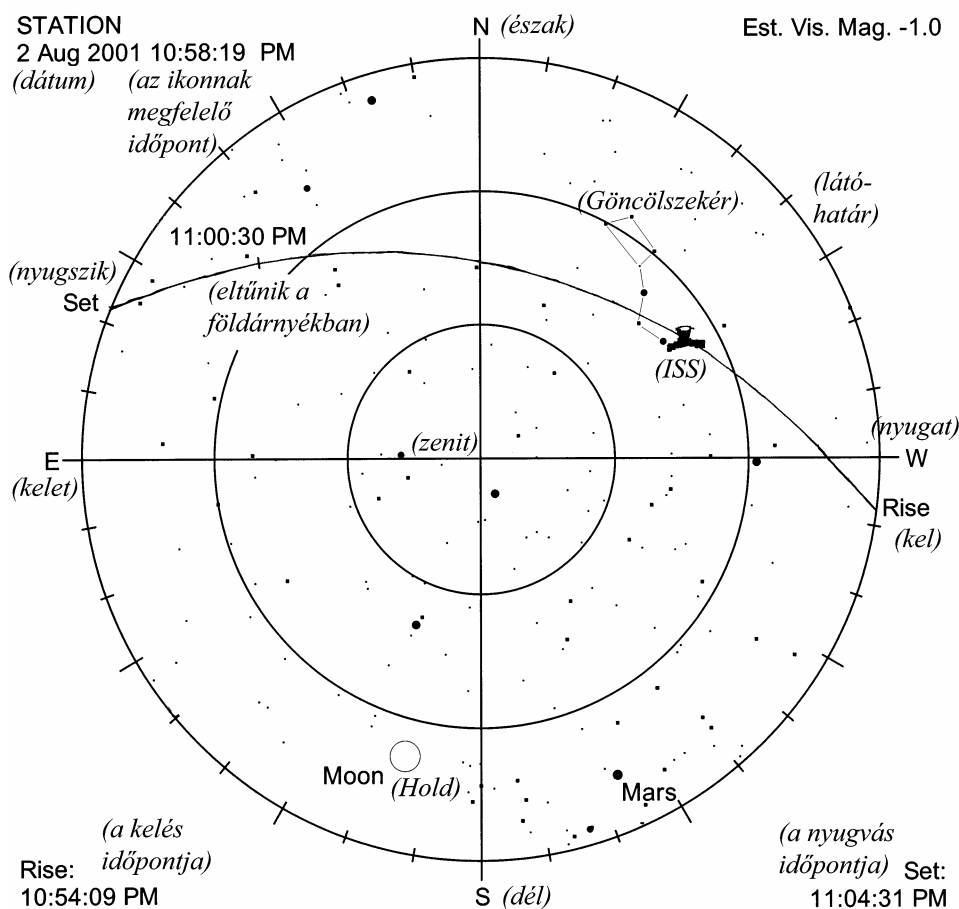 STATION
2 Aug 2001 10:58:19 PM
(dátum)
(az ikonnak
megfelelő
időpont)
N (észak)
Est. Vis. Mag. -1.0
(látó-
határ)
(Göncölszekér)
11:00:30 PM
(nyugszik)
Set
(eltűnik a
földárnyékban)
(ISS)
(nyugat)
W
(zenit)
E
(kelet)
Rise
(kel)
Moon (Hold)
Mars
(a kelés
időpontja)
Rise:
10:54:09 PM
S (dél)
(a nyugvás
időpontja)
Set:
11:04:31 PM